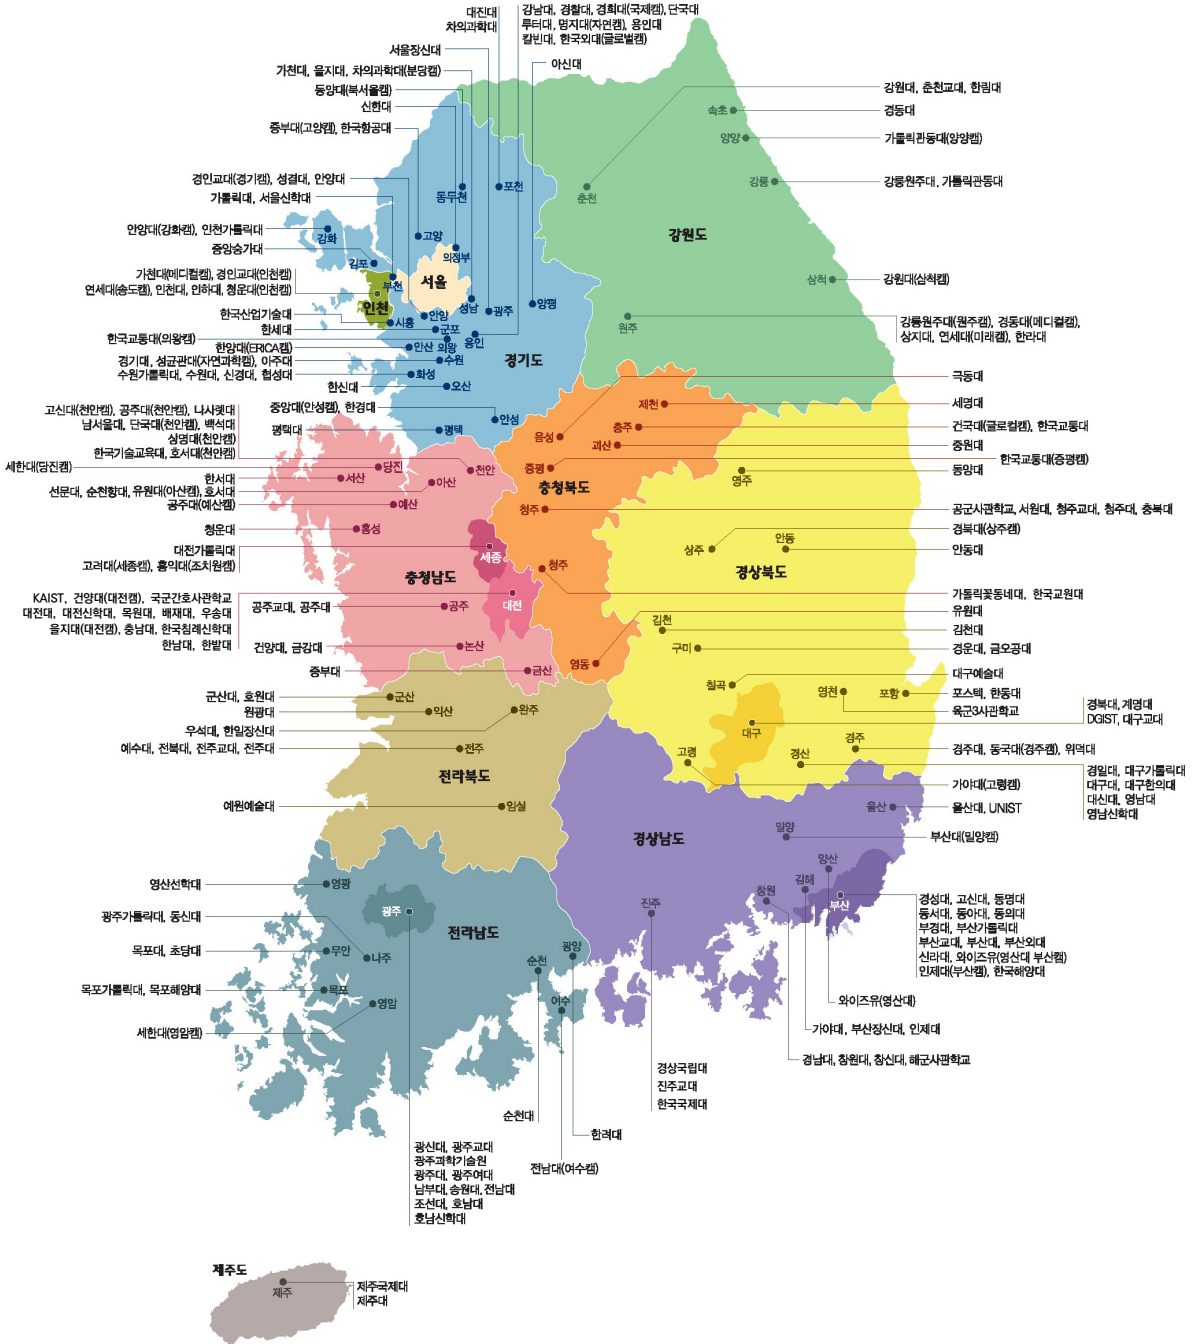 대진대
차의과학대
강남대, 경찰대, 경희대(국제캠), 단국대
루터대, 명지대(자연캠), 용인대
칼빈대, 한국외대(글로벌캠)
서울장신대
아신대
가천대, 을지대, 차의과학대(분당캠)
동양대(북서울캠)
신한대
중부대(고양캠), 한국항공대
경인교대(경기캠), 성결대, 안양대
가톨릭대, 서울신학대
안양대(강화캠), 인천가톨릭대
중앙승가대
가천대(메디컬캠), 경인교대(인천캠)
연세대(송도캠), 인천대, 인하대, 청운대(인천캠)
한국산업기술대
한세대
한국교통대(의왕캠)
한양대(ERICA캠)
경기대, 성균관대(자연과학캠), 아주대
수원가톨릭대, 수원대, 신경대, 협성대
한신대
중앙대(안성캠), 한경대
평택대
동두천
포천
강화
고양
의정부
김포
부천
서울
인천
성남
광주
양평
시흥
안양
군포
용인
안산
의왕
수원
경기도
화성
오산
안성
평택
강원대, 춘천교대, 한림대
속초
경동대
양양
가톨릭관동대(양양캠)
강릉
강릉원주대, 가톨릭관동대
춘천
강원도
삼척
강원대(삼척캠)
원주
강릉원주대(원주캠), 경동대(메디컬캠),
상지대, 연세대(미래캠), 한라대
극동대
제천
세명대
충주
건국대(글로컬캠), 한국교통대
음성
괴산
중원대
증평
한국교통대(증평캠)
충청북도
청주
공군사관학교, 서원대, 청주교대, 청주대, 충북대
청주
가톨릭꽃동네대, 한국교원대
영동
유원대
고신대(천안캠), 공주대(천안캠), 나사렛대
남서울대, 단국대(천안캠), 백석대
상명대(천안캠)
한국기술교육대, 호서대(천안캠)
세한대(당진캠)
한서대
선문대, 순천향대, 유원대(아산캠), 호서대
공주대(예산캠)
청운대
대전가톨릭대
고려대(세종캠), 홍익대(조치원캠)
KAIST, 건양대(대전캠), 국군간호사관학교
대전대, 대전신학대, 목원대, 배재대, 우송대
을지대(대전캠), 충남대, 한국침례신학대
한남대, 한밭대
공주교대, 공주대
건양대, 금강대
중부대
당진
천안
서산
아산
예산
홍성
세종
충청남도
대전
공주
논산
금산
영주
동양대
상주
경북대(상주캠)
안동
안동대
경상북도
김천
김천대
구미
경운대, 금오공대
칠곡
대구예술대
영천
육군3사관학교
포항
포스텍, 한동대
대구
경북대, 계명대
DGIST, 대구교대
경주
경주대, 동국대(경주캠), 위덕대
고령
가야대(고령캠)
경산
경일대, 대구가톨릭대
대구대, 대구한의대
대신대, 영남대
영남신학대
군산대, 호원대
원광대
우석대, 한일장신대
예수대, 전북대, 전주교대, 전주대
예원예술대
군산
익산
완주
전주
전라북도
임실
울산
울산대, UNIST
경상남도
밀양
부산대(밀양캠)
양산
김해
창원
부산
진주
경성대, 고신대, 동명대
동서대, 동아대, 동의대
부경대, 부산가톨릭대
부산교대, 부산대, 부산외대
신라대, 와이즈유(영산대 부산캠)
인제대(부산캠), 한국해양대
와이즈유(영산대)
가야대, 부산장신대, 인제대
경남대, 창원대, 창신대, 해군사관학교
경상국립대
진주교대
한국국제대
영산선학대
광주가톨릭대, 동신대
목포대, 초당대
목포가톨릭대, 목포해양대
세한대(영암캠)
영광
광주
전라남도
무안
나주
목포
영암
순천
광양
여수
순천대
한려대
전남대(여수캠)
광신대, 광주교대
광주과학기술원
광주대, 광주여대
남부대, 송원대, 전남대
조선대, 호남대
호남신학대
제주도
제주
제주국제대
제주대